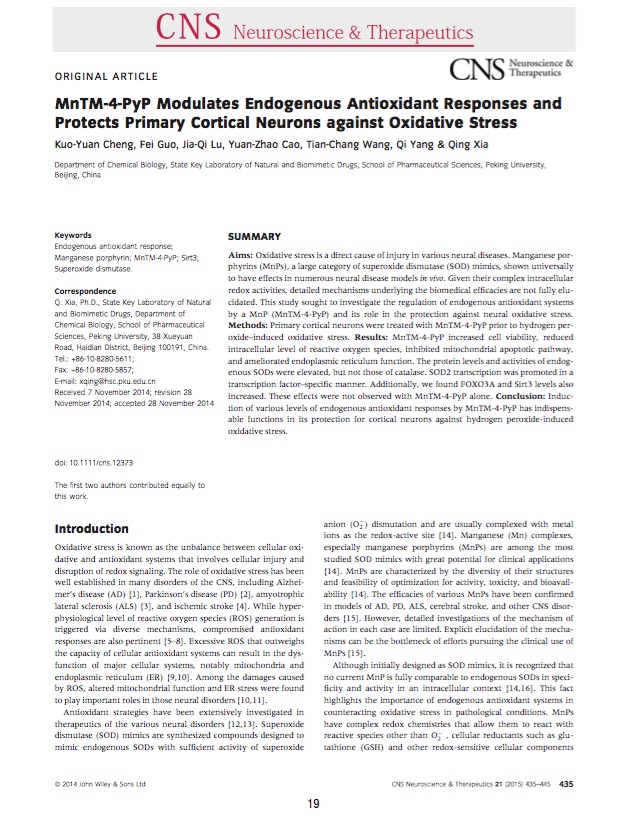 CNS Neuroscience & Therapeutics
ORIGINAL ARTICLE
CNS Neuroscience &
Therapeutics
MnTM-4-PyP Modulates Endogenous Antioxidant Responses and
Protects Primary Cortical Neurons against Oxidative Stress
Kuo-Yuan Cheng, Fei Guo, Jia-Qi Lu, Yuan-Zhao Cao, Tian-Chang Wang, Qi Yang & Qing Xia
Department of Chemical Biology, State Key Laboratory of Natural and Biomimetic Drugs, School of Pharmaceutical Sciences, Peking University,
Beijing, China
Keywords
Endogenous antioxidant response;
Manganese porphyrin; MnTM-4-PyP; Sirt3;
Superoxide dismutase.
Correspondence
Q. Xia, Ph.D., State Key Laboratory of Natural
and Biomimetic Drugs, Department of
Chemical Biology, School of Pharmaceutical
Sciences, Peking University, 38 Xueyuan
Road, Haidian District, Beijing 100191, China.
Tel.: +86-10-8280-5611;
Fax: +86-10-8280-5857;
E-mail: xqing@hsc.pku.edu.cn
Received 7 November 2014; revision 28
November 2014; accepted 28 November 2014
doi: 10.1111/cns.12373
The first two authors contributed equally to
this work.
SUMMARY
Aims: Oxidative stress is a direct cause of injury in various neural diseases. Manganese por-
phyrins (MnPs), a large category of superoxide dismutase (SOD) mimics, shown universally
to have effects in numerous neural disease models in vivo. Given their complex intracellular
redox activities, detailed mechanisms underlying the biomedical efficacies are not fully elu-
cidated. This study sought to investigate the regulation of endogenous antioxidant systems
by a MnP (MnTM-4-PyP) and its role in the protection against neural oxidative stress.
Methods: Primary cortical neurons were treated with MnTM-4-PyP prior to hydrogen per-
oxide–induced oxidative stress. Results: MnTM-4-PyP increased cell viability, reduced
intracellular level of reactive oxygen species, inhibited mitochondrial apoptotic pathway,
and ameliorated endoplasmic reticulum function. The protein levels and activities of endog-
enous SODs were elevated, but not those of catalase. SOD2 transcription was promoted in a
transcription factor–specific manner. Additionally, we found FOXO3A and Sirt3 levels also
increased. These effects were not observed with MnTM-4-PyP alone. Conclusion: Induc-
tion of various levels of endogenous antioxidant responses by MnTM-4-PyP has indispens-
able functions in its protection for cortical neurons against hydrogen peroxide-induced
oxidative stress.
Introduction
Oxidative stress is known as the unbalance between cellular oxi-
dative and antioxidant systems that involves cellular injury and
disruption of redox signaling. The role of oxidative stress has been
well established in many disorders of the CNS, including Alzhei-
mer's disease (AD) [1], Parkinson's disease (PD) [2], amyotrophic
lateral sclerosis (ALS) [3], and ischemic stroke [4]. While hyper-
physiological level of reactive oxygen species (ROS) generation is
triggered via diverse mechanisms, compromised antioxidant
responses are also pertinent [5–8]. Excessive ROS that outweighs
the capacity of cellular antioxidant systems can result in the dys-
function of major cellular systems, notably mitochondria and
endoplasmic reticulum (ER) [9,10]. Among the damages caused
by ROS, altered mitochondrial function and ER stress were found
to play important roles in those neural disorders [10,11].
Antioxidant strategies have been extensively investigated in
therapeutics of the various neural disorders [12,13]. Superoxide
dismutase (SOD) mimics are synthesized compounds designed to
mimic endogenous SODs with sufficient activity of superoxide
anion (O₂⁻) dismutation and are usually complexed with metal
ions as the redox-active site [14]. Manganese (Mn) complexes,
especially manganese porphyrins (MnPs) are among the most
studied SOD mimics with great potential for clinical applications
[14]. MnPs are characterized by the diversity of their structures
and feasibility of optimization for activity, toxicity, and bioavail-
ability [14]. The efficacies of various MnPs have been confirmed
in models of AD, PD, ALS, cerebral stroke, and other CNS disor-
ders [15]. However, detailed investigations of the mechanism of
action in each case are limited. Explicit elucidation of the mecha-
nisms can be the bottleneck of efforts pursuing the clinical use of
MnPs [15].
Although initially designed as SOD mimics, it is recognized that
no current MnP is fully comparable to endogenous SODs in speci-
ficity and activity in an intracellular context [14,16]. This fact
highlights the importance of endogenous antioxidant systems in
counteracting oxidative stress in pathological conditions. MnPs
have complex redox chemistries that allow them to react with
reactive species other than O₂⁻, cellular reductants such as glu-
tathione (GSH) and other redox-sensitive cellular components
© 2014 John Wiley & Sons Ltd
CNS Neuroscience & Therapeutics 21 (2015) 435–445 435
19